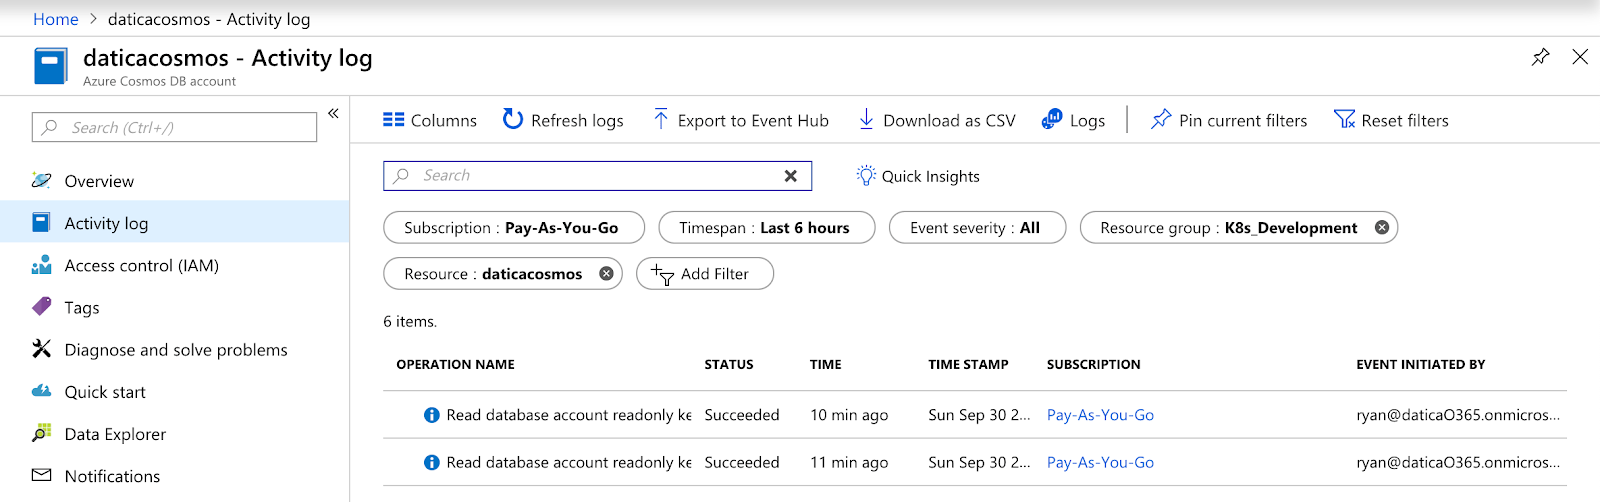 Home > daticacosmos - Activity log
daticacosmos - Activity log
Azure Cosmos DB account
Search (Ctrl+/)
«
Overview
Activity log
Access control (IAM)
Tags
Diagnose and solve problems
Quick start
Data Explorer
Notifications
Columns Refresh logs Export to Event Hub Download as CSV Logs Pin current filters Reset filters
Search Quick Insights
Subscription : Pay-As-You-Go Timespan : Last 6 hours Event severity : All Resource group : K8s_Development
Resource : daticacosmos Add Filter
6 items.
OPERATION NAME STATUS TIME TIME STAMP SUBSCRIPTION EVENT INITIATED BY
Read database account readonly ke Succeeded 10 min ago Sun Sep 30 2... Pay-As-You-Go ryan@daticaO365.onmicros...
Read database account readonly ke Succeeded 11 min ago Sun Sep 30 2... Pay-As-You-Go ryan@daticaO365.onmicros...